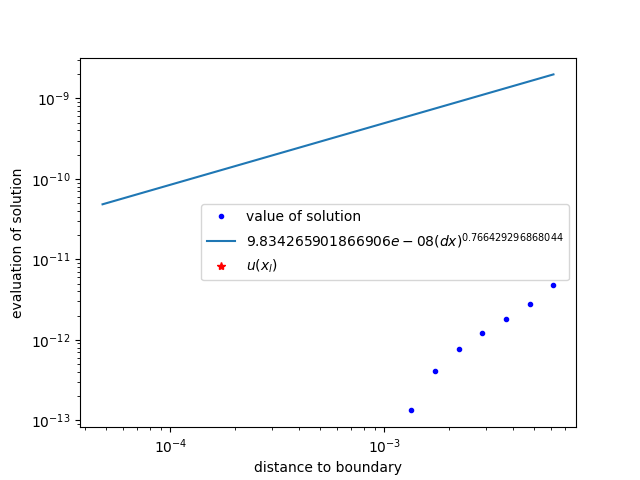 10⁻⁹
10⁻¹⁰
10⁻¹¹
10⁻¹²
10⁻¹³
evaluation of solution
value of solution
9.834265901866906e − 08(dx)^0.766429296868044
u(x_l)
10⁻⁴
10⁻³
distance to boundary